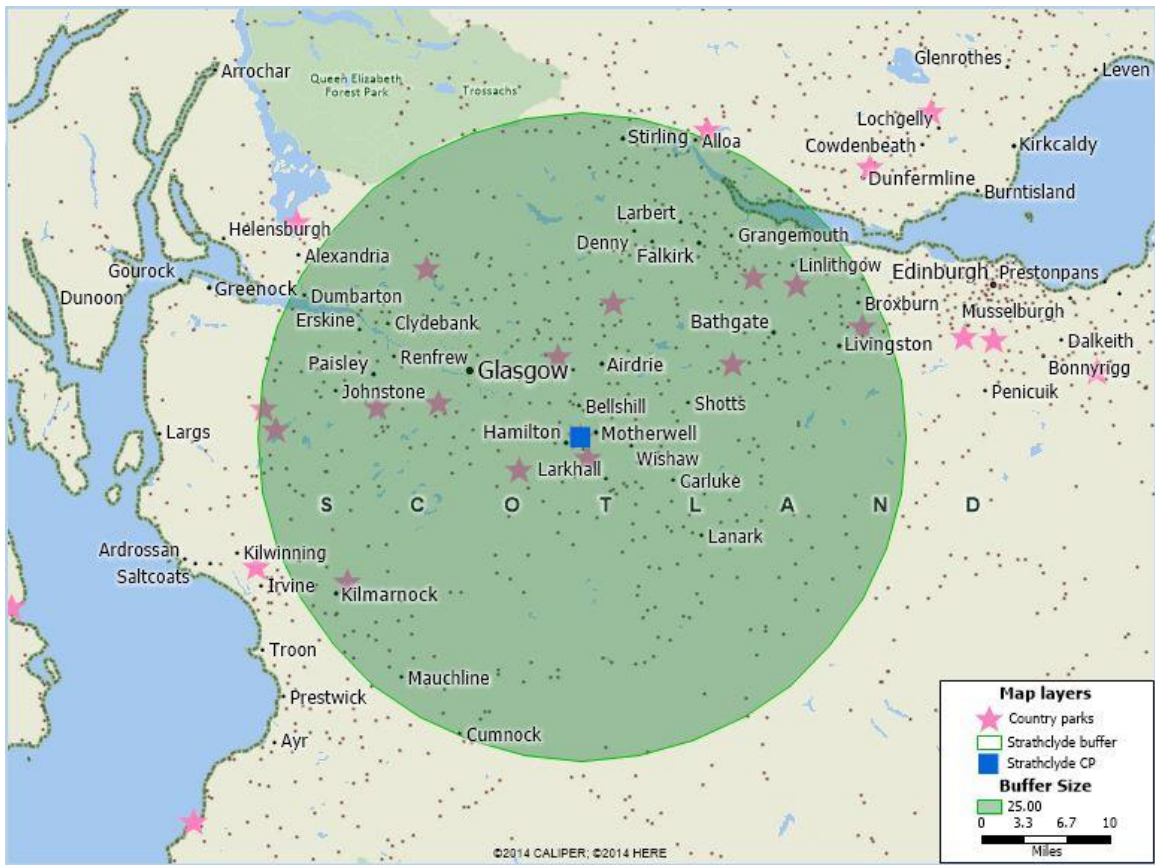 Glenrothes
Leven
Arrochar
Queen Elizabeth
Forest Park
Trossachs
Lochgelly
Stirling
Alloa
Cowdenbeath
Kirkcaldy
Dunfermline
Burntisland
Larbert
Helensburgh
Denny
Falkirk
Grangemouth
Alexandria
Linlithgow
Gourock
Edinburgh
Prestonpans
Dunoon
Greenock
Dumbarton
Broxburn
Erskine
Clydebank
Bathgate
Musselburgh
Livingston
Dalkeith
Paisley
Renfrew
Glasgow
Airdrie
Bonnyrigg
Johnstone
Penicuik
Bellshill
Shotts
Largs
Hamilton
Motherwell
Larkhall
Wishaw
Carluke
S C O T L A N D
Lanark
Ardrossan
Kilwinning
Saltcoats
Irvine
Kilmarnock
Troon
Mauchline
Prestwick
Cumnock
Ayr
Map layers
Country parks
Strathclyde buffer
Strathclyde CP
Buffer Size
25.00
0 3.3 6.7 10
Miles
©2014 CALIPER; ©2014 HERE